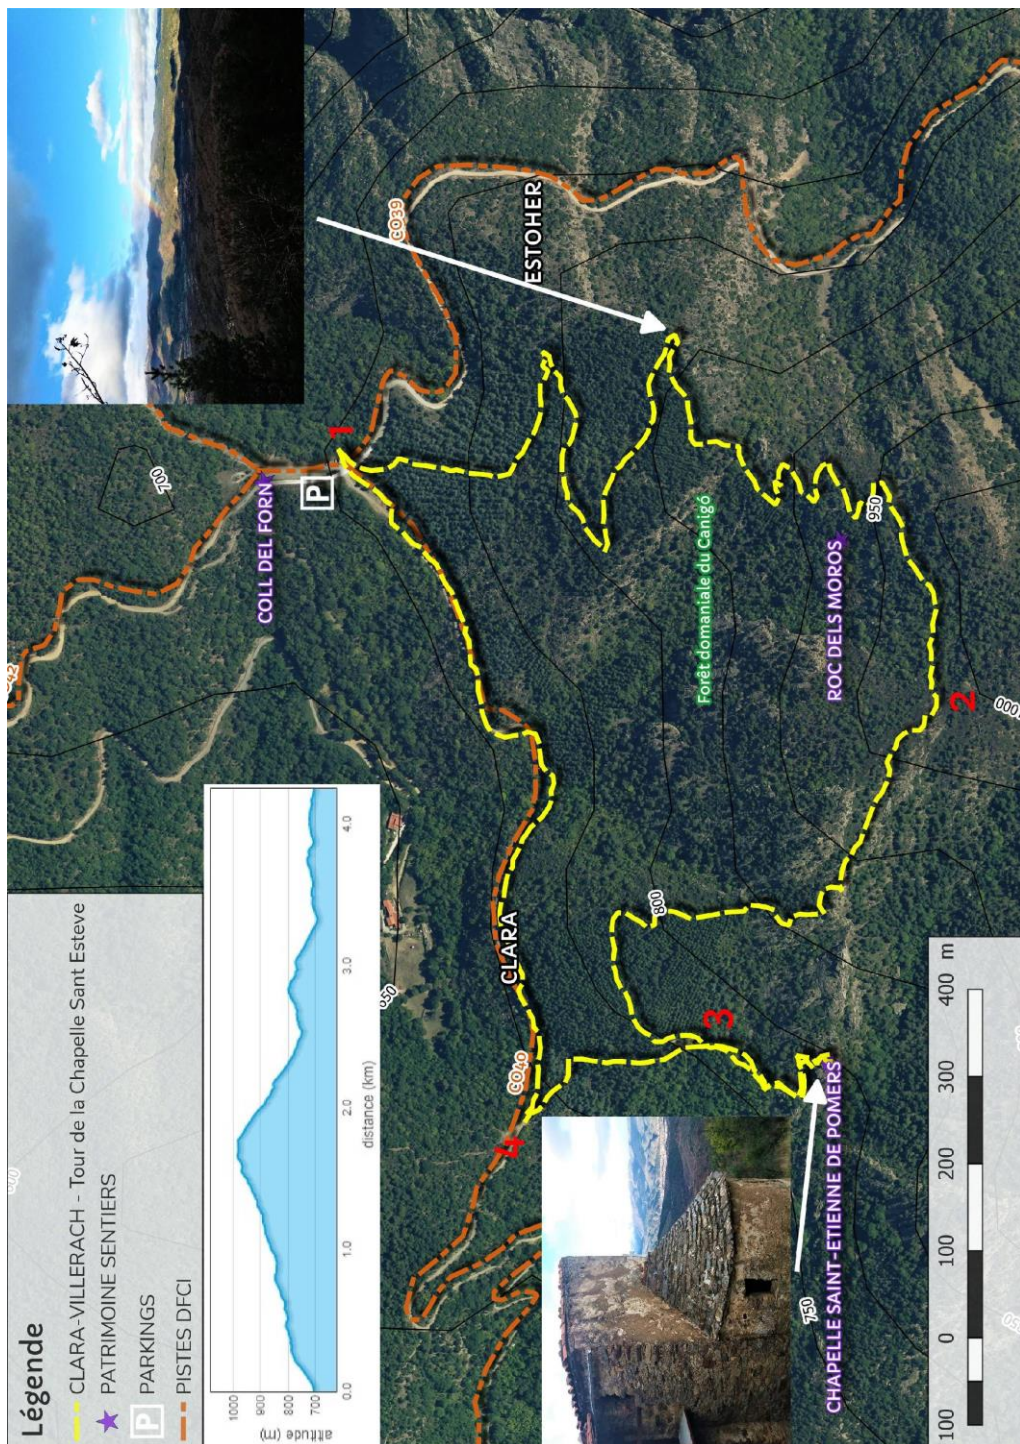 Légende
CLARA-VILLERACH - Tour de la Chapelle Sant Esteve
PATRIMOINE SENTIERS
P
PARKINGS
PISTES DFCI
altitude (m)
1000
900
800
700
0.0
1.0
2.0
3.0
4.0
distance (km)
700
COLL DEL FORN
P
1
CO39
ESTOHER
650
CLARA
CO40
4
Forêt domaniale du Canigó
ROC DELS MOROS
950
2
1000
800
3
750
CHAPELLE SAINT-ETIENNE DE POMERS
100 0 100 200 300 400 m